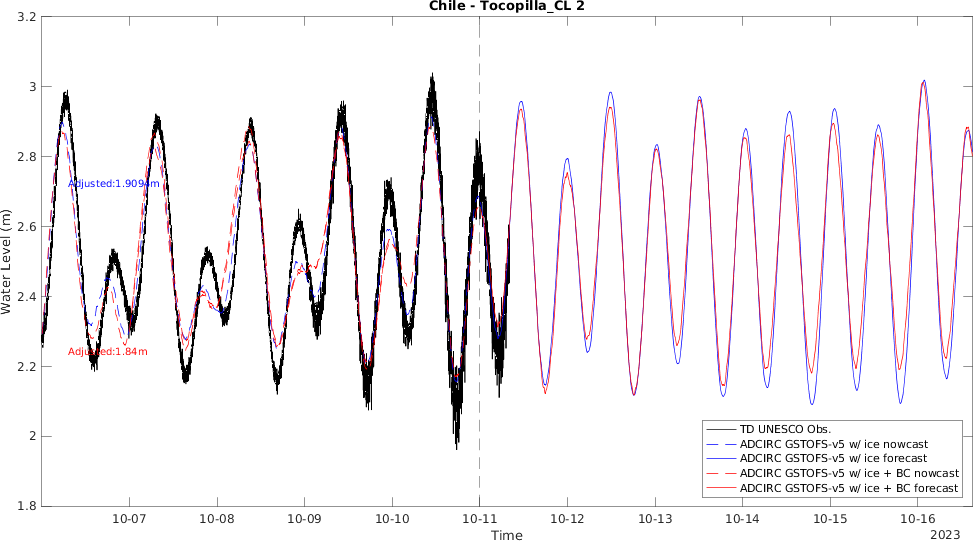 Chile - Tocopilla_CL 2
3.2
3
2.8
2.6
2.4
2.2
2
1.8
Water Level (m)
Adjusted:1.9094m
Adjusted:1.84m
TD UNESCO Obs.
ADCIRC GSTOFS-v5 w/ ice nowcast
ADCIRC GSTOFS-v5 w/ ice forecast
ADCIRC GSTOFS-v5 w/ ice + BC nowcast
ADCIRC GSTOFS-v5 w/ ice + BC forecast
10-07 10-08 10-09 10-10 10-11 10-12 10-13 10-14 10-15 10-16
Time
2023